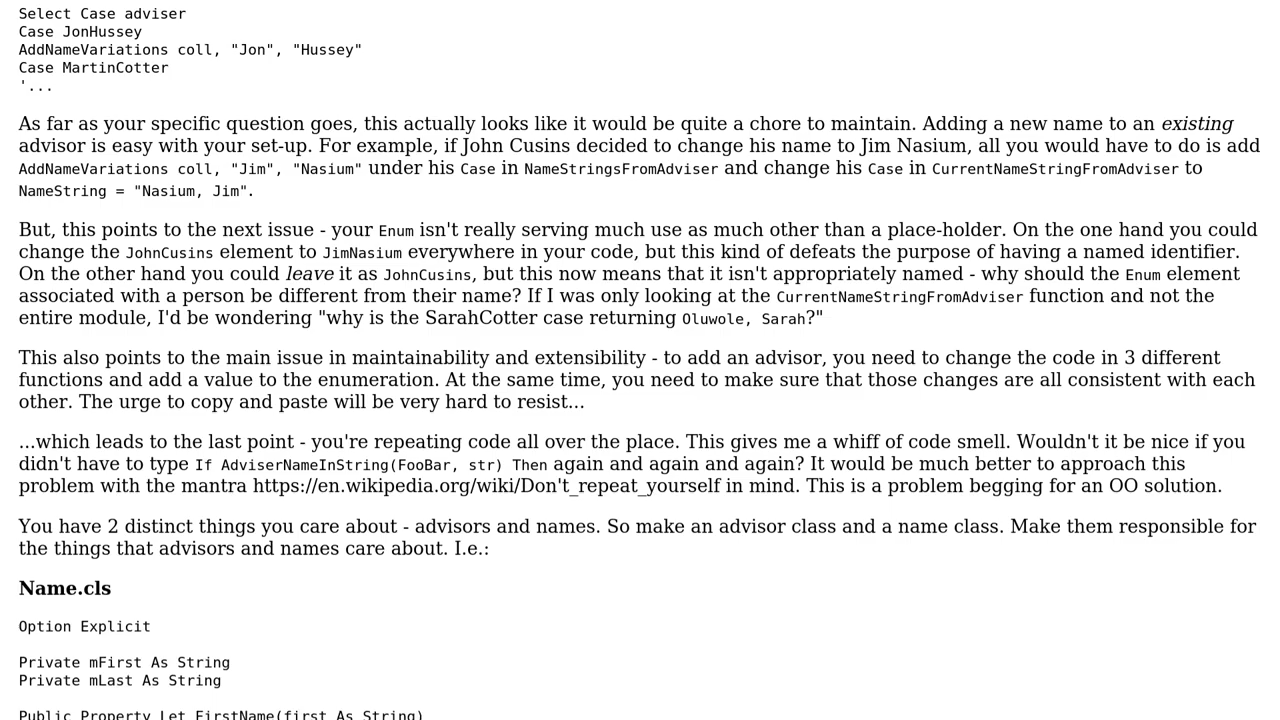 Select Case adviser
Case JonHussey
AddNameVariations coll, "Jon", "Hussey"
Case MartinCotter
'...
As far as your specific question goes, this actually looks like it would be quite a chore to maintain. Adding a new name to an existing
advisor is easy with your set-up. For example, if John Cusins decided to change his name to Jim Nasium, all you would have to do is add
AddNameVariations coll, "Jim", "Nasium" under his Case in NameStringsFromAdviser and change his Case in CurrentNameStringFromAdviser to
NameString = "Nasium, Jim".
But, this points to the next issue - your Enum isn't really serving much use as much other than a place-holder. On the one hand you could
change the JohnCusins element to JimNasium everywhere in your code, but this kind of defeats the purpose of having a named identifier.
On the other hand you could leave it as JohnCusins, but this now means that it isn't appropriately named - why should the Enum element
associated with a person be different from their name? If I was only looking at the CurrentNameStringFromAdviser function and not the
entire module, I'd be wondering "why is the SarahCotter case returning Oluwole, Sarah?"
This also points to the main issue in maintainability and extensibility - to add an advisor, you need to change the code in 3 different
functions and add a value to the enumeration. At the same time, you need to make sure that those changes are all consistent with each
other. The urge to copy and paste will be very hard to resist...
...which leads to the last point - you're repeating code all over the place. This gives me a whiff of code smell. Wouldn't it be nice if you
didn't have to type If AdviserNameInString(FooBar, str) Then again and again and again? It would be much better to approach this
problem with the mantra https://en.wikipedia.org/wiki/Don't_repeat_yourself in mind. This is a problem begging for an OO solution.
You have 2 distinct things you care about - advisors and names. So make an advisor class and a name class. Make them responsible for
the things that advisors and names care about. I.e.:
Name.cls
Option Explicit
Private mFirst As String
Private mLast As String
Public Property Let FirstName(first As String)